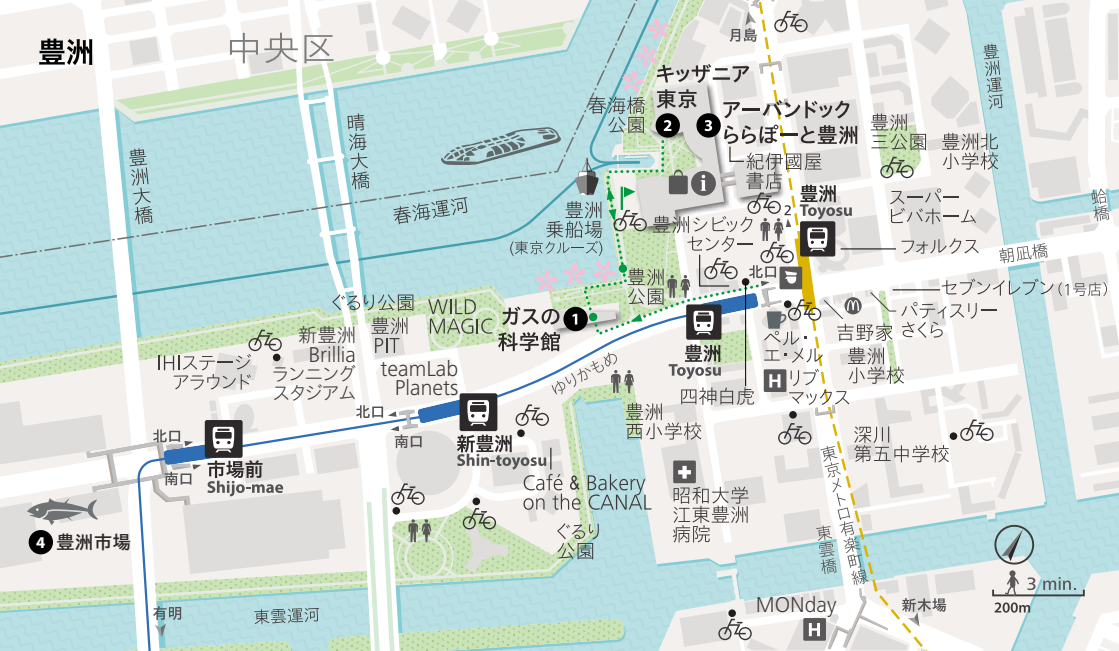 豊洲
中央区
月島
豊洲運河
キッザニア
東京
2
3
アーバンドック
ららぽーと豊洲
春海橋
公園
紀伊國屋
書店
豊洲
三公園
豊洲北
小学校
豊洲大橋
晴海大橋
春海運河
豊洲
乗船場
(東京クルーズ)
i
豊洲シビック
センター
2
豊洲
Toyosu
スーパー
ビバホーム
フォルクス
蛤橋
朝凪橋
北口
豊洲
公園
セブンイレブン(1号店)
パティスリー
さくら
吉野家
ぐるり公園
WILD
MAGIC
ガスの
科学館
1
新豊洲
Brillia
ランニング
スタジアム
豊洲
PIT
IHIステージ
アラウンド
teamLab
Planets
ゆりかもめ
豊洲
Toyosu
ペル・
エ・メル
豊洲
小学校
H
リブ
マックス
四神白虎
北口
南口
新豊洲
Shin-toyosu
豊洲
西小学校
深川
第五中学校
北口
南口
市場前
Shijo-mae
Café & Bakery
on the CANAL
昭和大学
江東豊洲
病院
東京メトロ有楽町線
4
豊洲市場
ぐるり
公園
東雲橋
有明
東雲運河
MONday
H
新木場
3 min.
200m